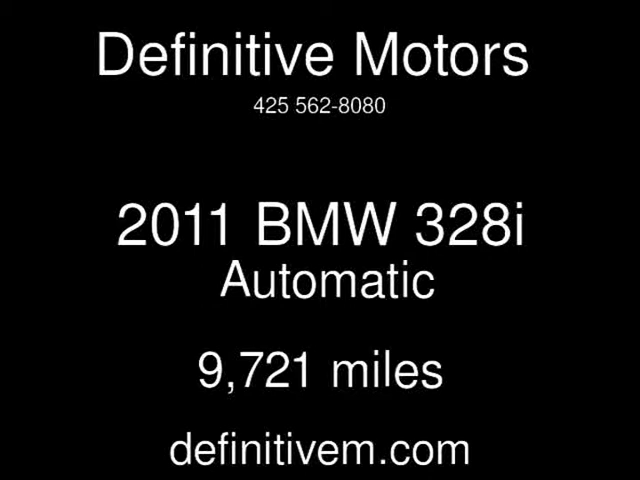 Definitive Motors
425 562-8080
2011 BMW 328i
Automatic
9,721 miles
definitivem.com